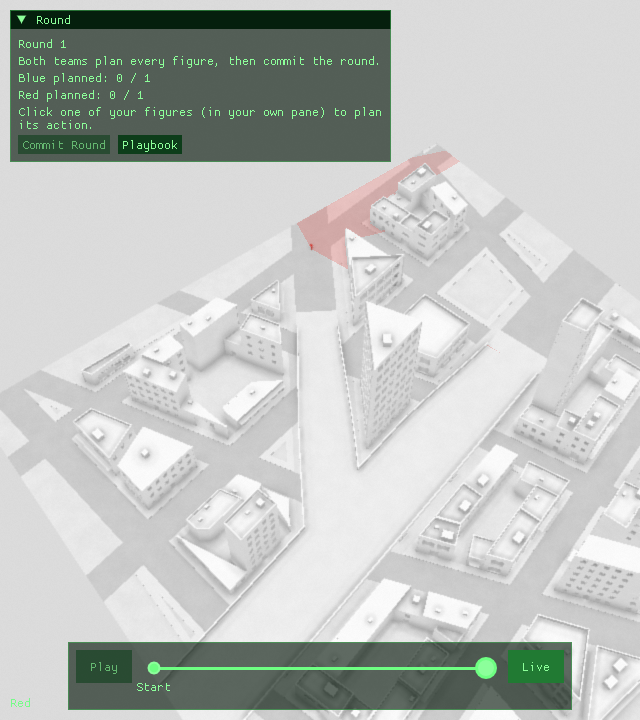 Round
Round 1
Both teams plan every figure, then commit the round.
Blue planned: 0 / 1
Red planned: 0 / 1
Click one of your figures (in your own pane) to plan
its action.
Commit Round Playbook
Play Live
Start
Red